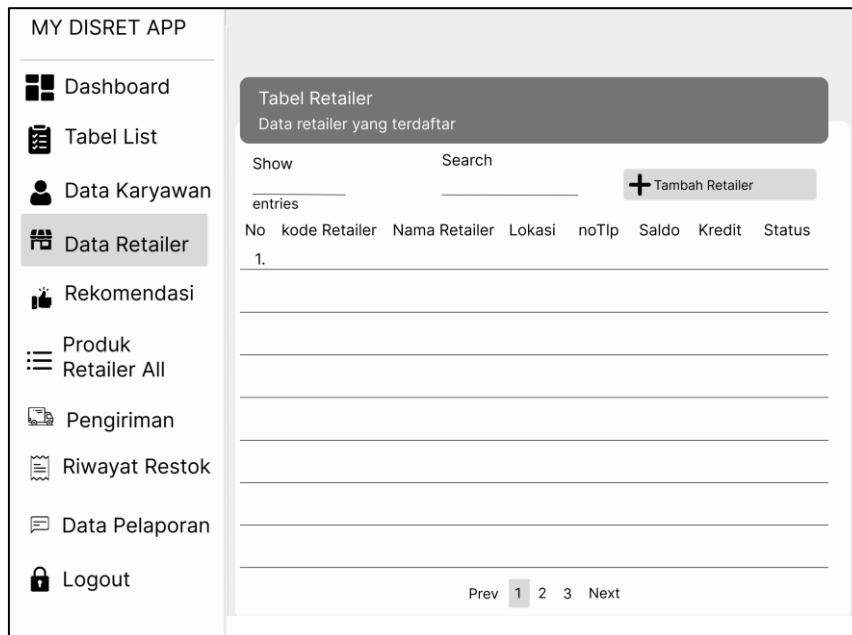 MY DISRET APP
Dashboard
Tabel List
Data Karyawan
Data Retailer
Rekomendasi
Produk
Retailer All
Pengiriman
Riwayat Restok
Data Pelaporan
Logout
Tabel Retailer
Data retailer yang terdaftar
Show
entries
Search
Tambah Retailer
No kode Retailer Nama Retailer Lokasi noTlp Saldo Kredit Status
1.
Prev 1 2 3 Next